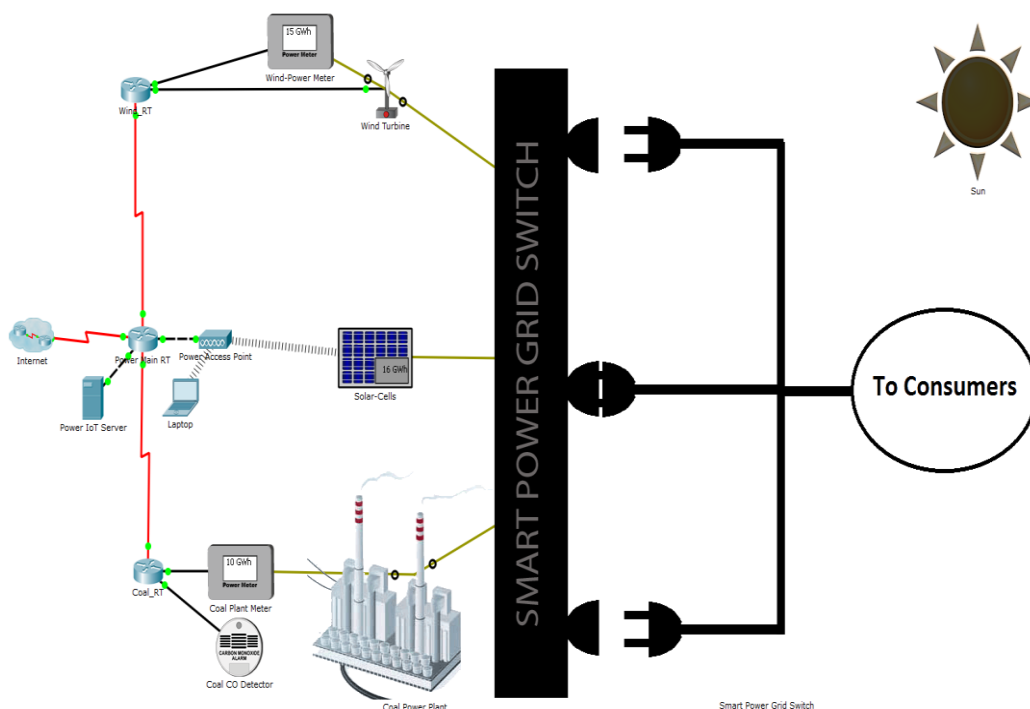 15 GWh
Power Meter
Wind-Power Meter
Wind_RT
Wind Turbine
Sun
SMART POWER GRID SWITCH
Internet
Power Main RT
Power Access Point
16 GWh
Solar-Cells
To Consumers
Power IoT Server
Laptop
10 GWh
Power Meter
Coal_RT
Coal Plant Meter
CARBON MONOXIDE
ALARM
Coal CO Detector
Coal Power Plant
Smart Power Grid Switch